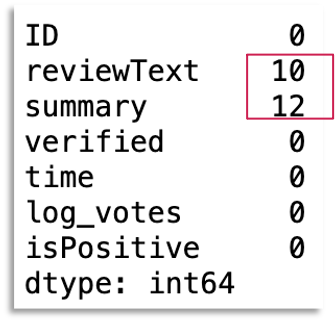 ID 0
reviewText 10
summary 12
verified 0
time 0
log_votes 0
isPositive 0
dtype: int64